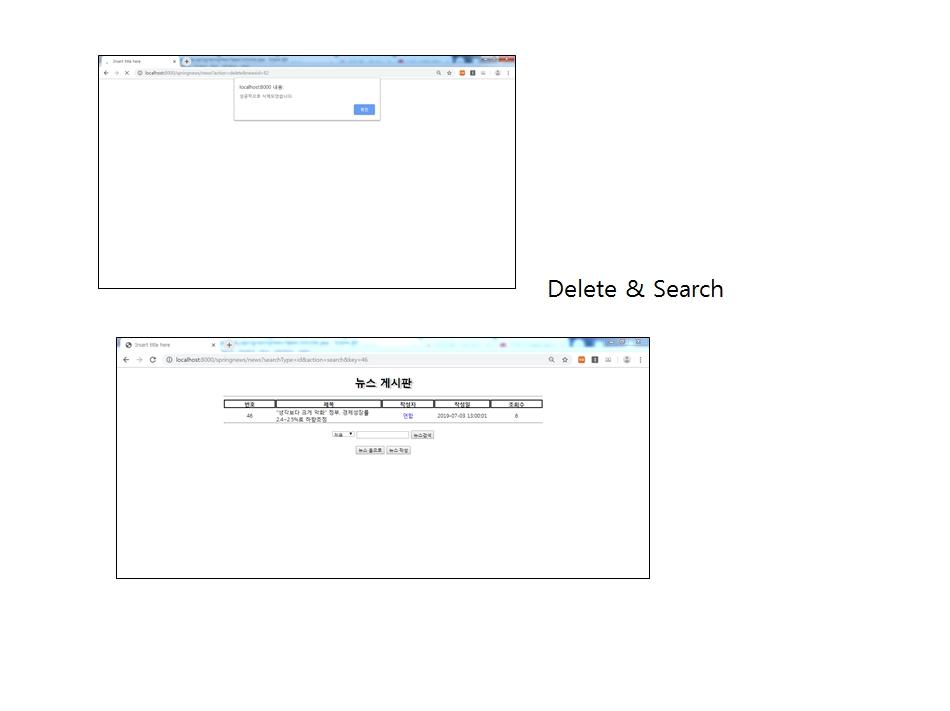 Insert title here
localhost:8000/springnews/news?action=delete&newsid=42
localhost:8000 내용:
성공적으로 삭제되었습니다.
확인
Delete & Search
Insert title here
localhost:8000/springnews/news?searchType=id&action=search&key=46
뉴스 게시판
번호 제목 작성자 작성일 조회수
46 "생각보다 크게 악화" 정부, 경제성장률 연합 2019-07-03 13:00:01 6
2.4~2.5%로 하향조정
제목 뉴스검색
뉴스 홈으로 뉴스 작성